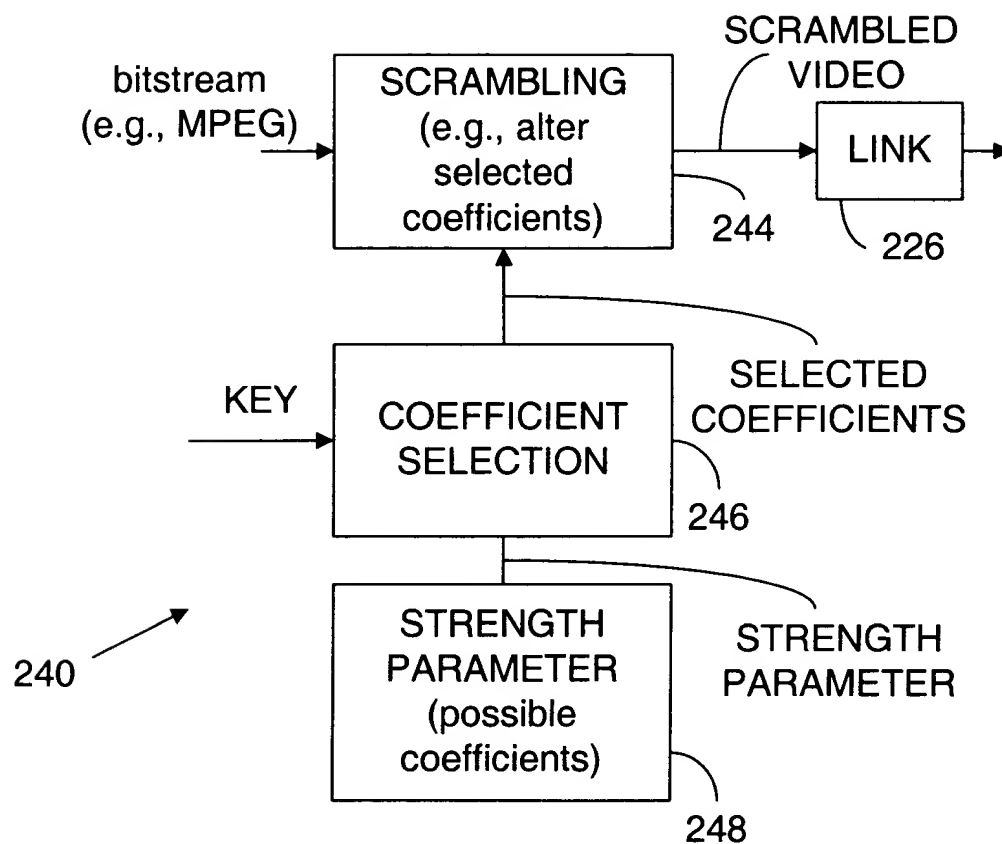 SCRAMBLED
VIDEO
bitstream
(e.g., MPEG)
SCRAMBLING
(e.g., alter
selected
coefficients)
LINK
244
226
KEY
COEFFICIENT
SELECTION
SELECTED
COEFFICIENTS
246
STRENGTH
PARAMETER
(possible
coefficients)
STRENGTH
PARAMETER
240
248